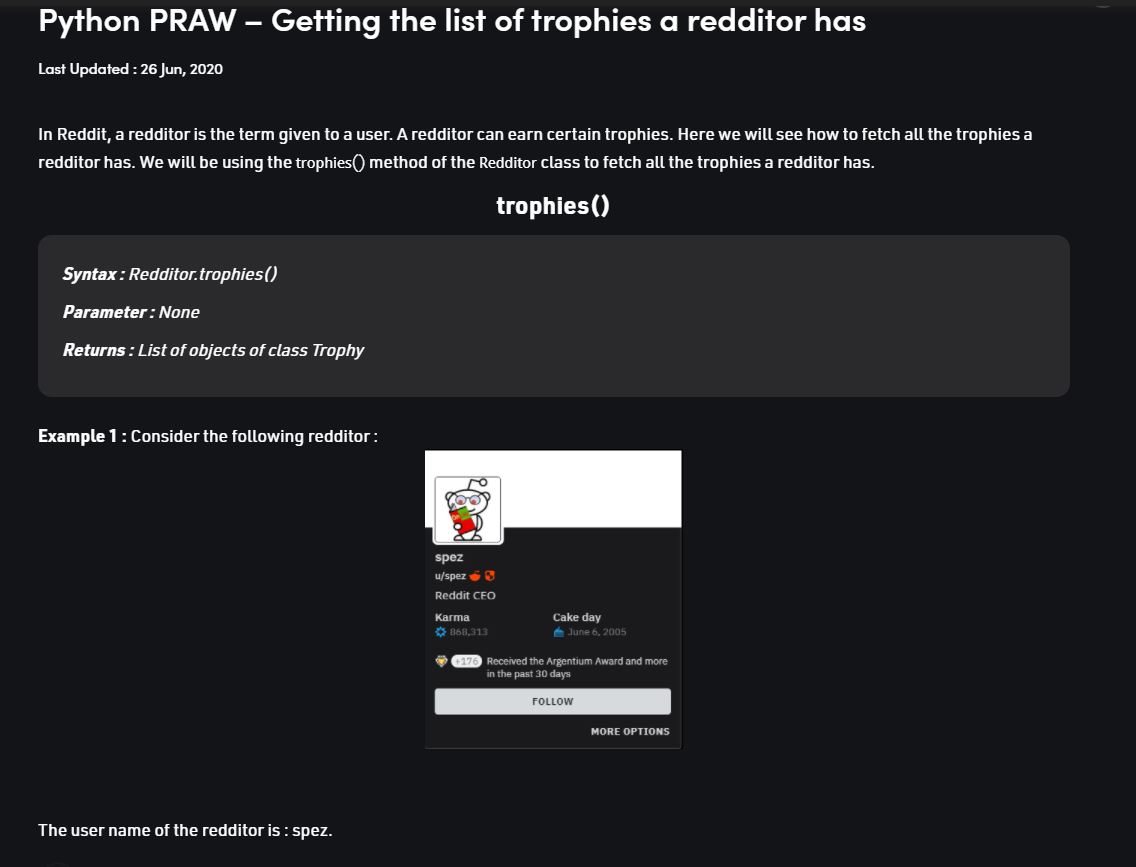 Python PRAW – Getting the list of trophies a redditor has
Last Updated : 26 Jun, 2020
In Reddit, a redditor is the term given to a user. A redditor can earn certain trophies. Here we will see how to fetch all the trophies a
redditor has. We will be using the trophies() method of the Redditor class to fetch all the trophies a redditor has.
trophies()
Syntax : Redditor.trophies()
Parameter : None
Returns : List of objects of class Trophy
Example 1 : Consider the following redditor :
spez
u/spez
Reddit CEO
Karma Cake day
868,313 June 6, 2005
+176 Received the Argentium Award and more
in the past 30 days
FOLLOW
MORE OPTIONS
The user name of the redditor is : spez.